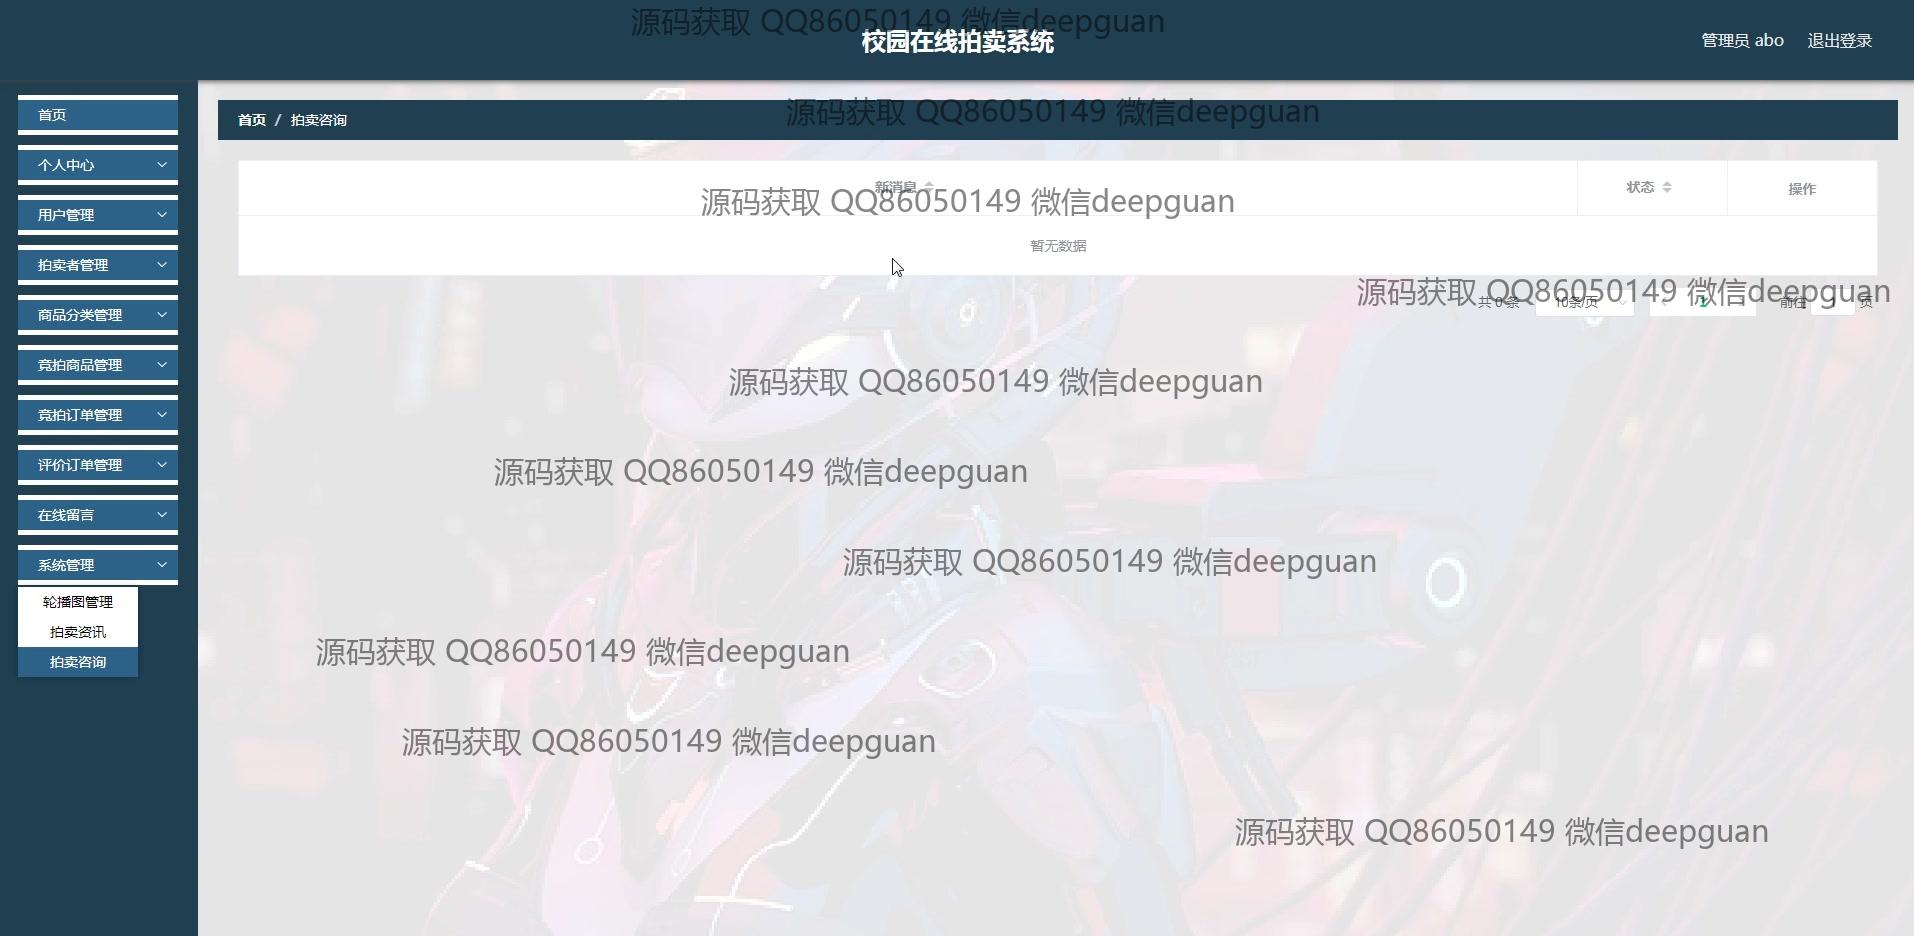 源码获取 QQ86050149 微信deepguan
校园在线拍卖系统
管理员 abo 退出登录
首页
个人中心
用户管理
拍卖者管理
商品分类管理
竞拍商品管理
竞拍订单管理
评价订单管理
在线留言
系统管理
轮播图管理
拍卖资讯
拍卖咨询
源码获取 QQ86050149 微信deepguan
首页 / 拍卖咨询
新消息 状态 操作
源码获取 QQ86050149 微信deepguan
暂无数据
源码获取 QQ86050149 微信deepguan
共 0 条 10条/页 1 前往 1 页
源码获取 QQ86050149 微信deepguan
源码获取 QQ86050149 微信deepguan
源码获取 QQ86050149 微信deepguan
源码获取 QQ86050149 微信deepguan
源码获取 QQ86050149 微信deepguan
源码获取 QQ86050149 微信deepguan